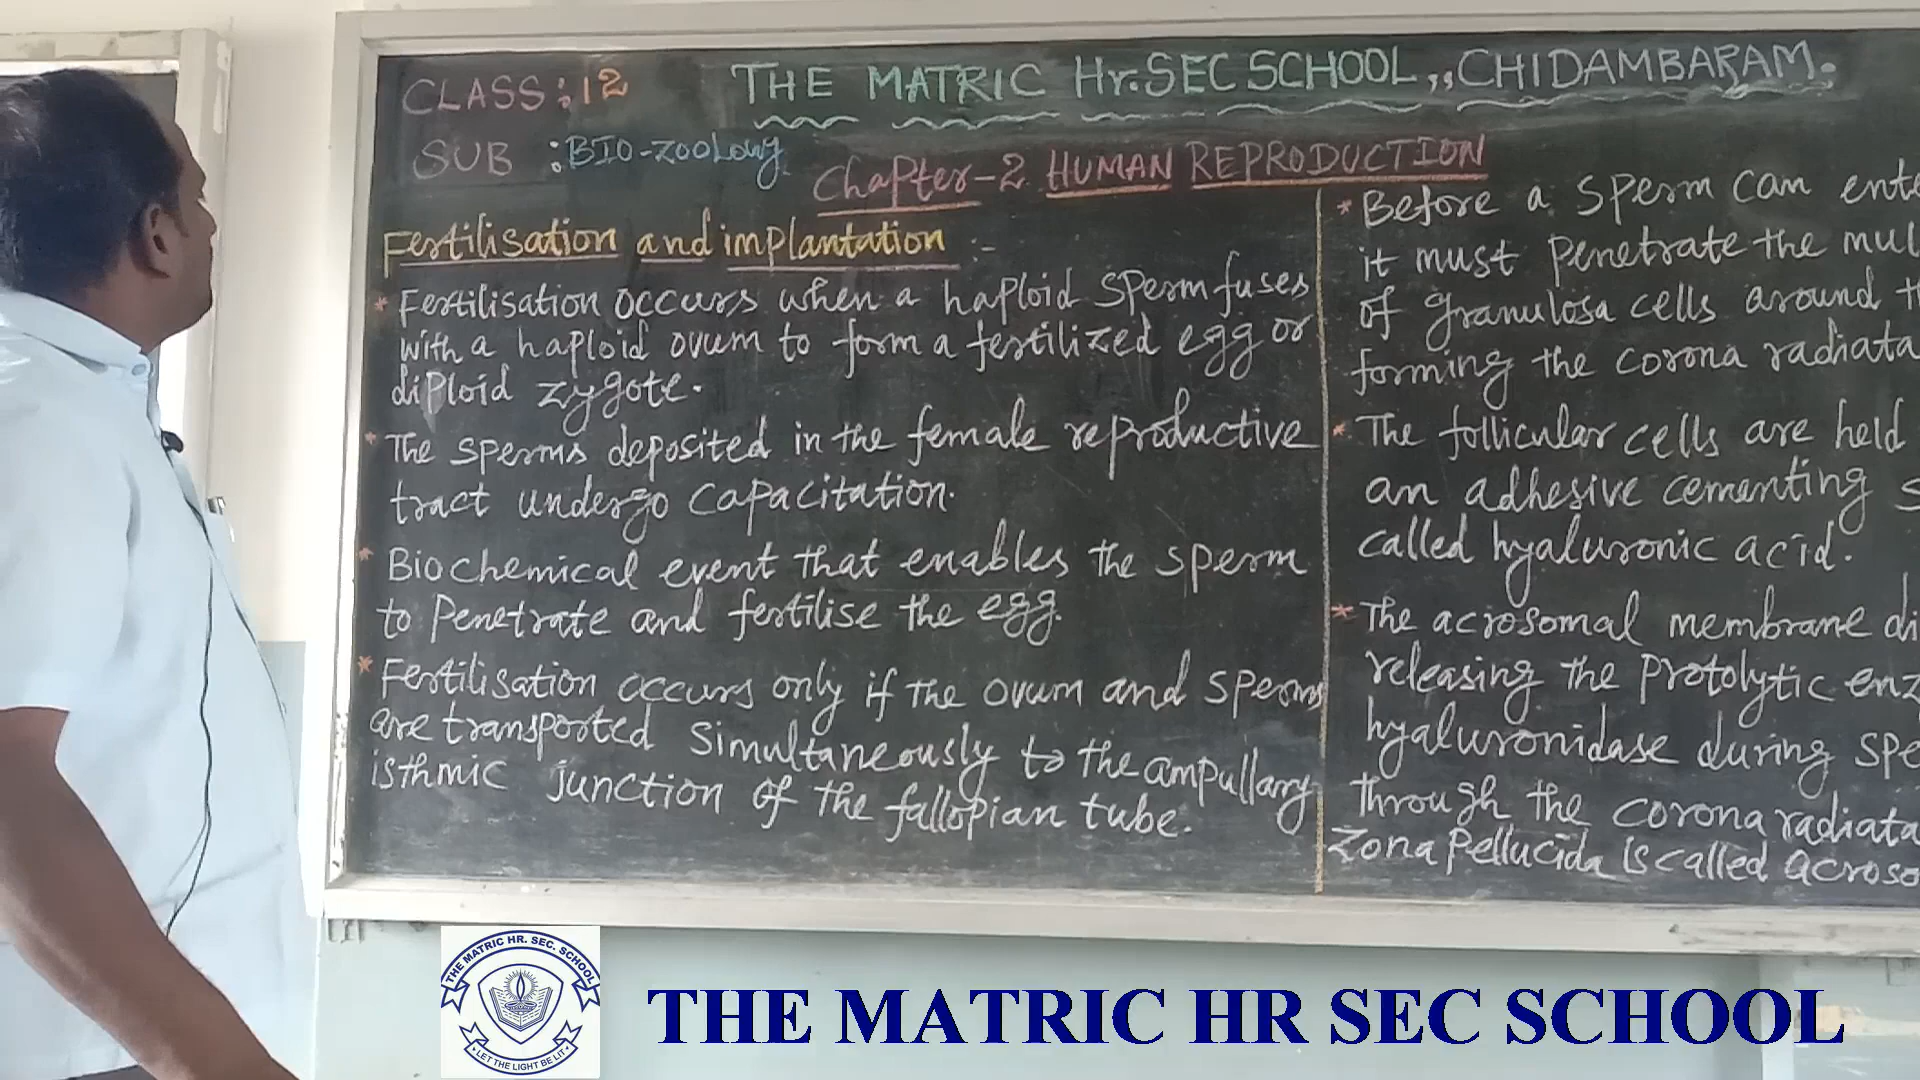 CLASS : 12
THE MATRIC Hr. SEC SCHOOL,, CHIDAMBARAM.
SUB : BIO-ZOOLOGY
Chapter-2 HUMAN REPRODUCTION
Fertilisation and implantation :-
* Fertilisation occurs when a haploid sperm fuses
with a haploid ovum to form a fertilized egg or
diploid zygote.
* The sperms deposited in the female reproductive
tract undergo capacitation.
* Biochemical event that enables the sperm
to penetrate and fertilise the egg.
* Fertilisation occurs only if the ovum and sperms
are transported simultaneously to the ampullary
isthmic junction of the fallopian tube.
* Before a sperm can
it must penetrate the
of granulosa cells around
forming the corona radiata
* The follicular cells are held
an adhesive cementing
called hyaluronic acid.
* The acrosomal membrane
releasing the protolytic
hyaluronidase during
through the corona radiata
zona pellucida is called
THE MATRIC HR. SEC. SCHOOL
LET THE LIGHT BE LIT
THE MATRIC HR SEC SCHOOL